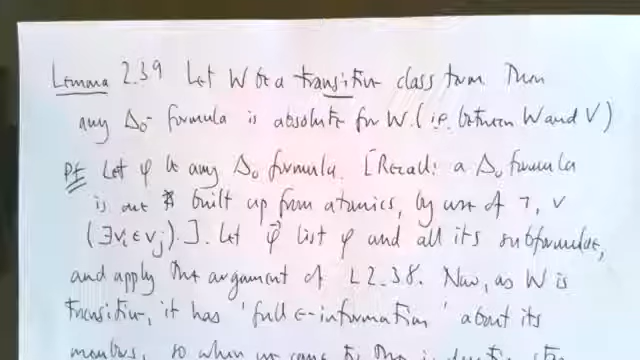 Lemma 2.39 Let W be a transitive class term. Then
any Δ₀- formula is absolute for W. (i.e. between W and V)
Pf Let φ be any Δ₀ formula. [Recall: a Δ₀ formula
is one built up from atomics, by use of ¬, ∨
(∃vᵢ∈vⱼ).]. Let φ⃗ list φ and all its subformulae,
and apply the argument of L2.38. Now, as W is
transitive, it has 'full ∈-information' about its
members, so when we come to the inductive step